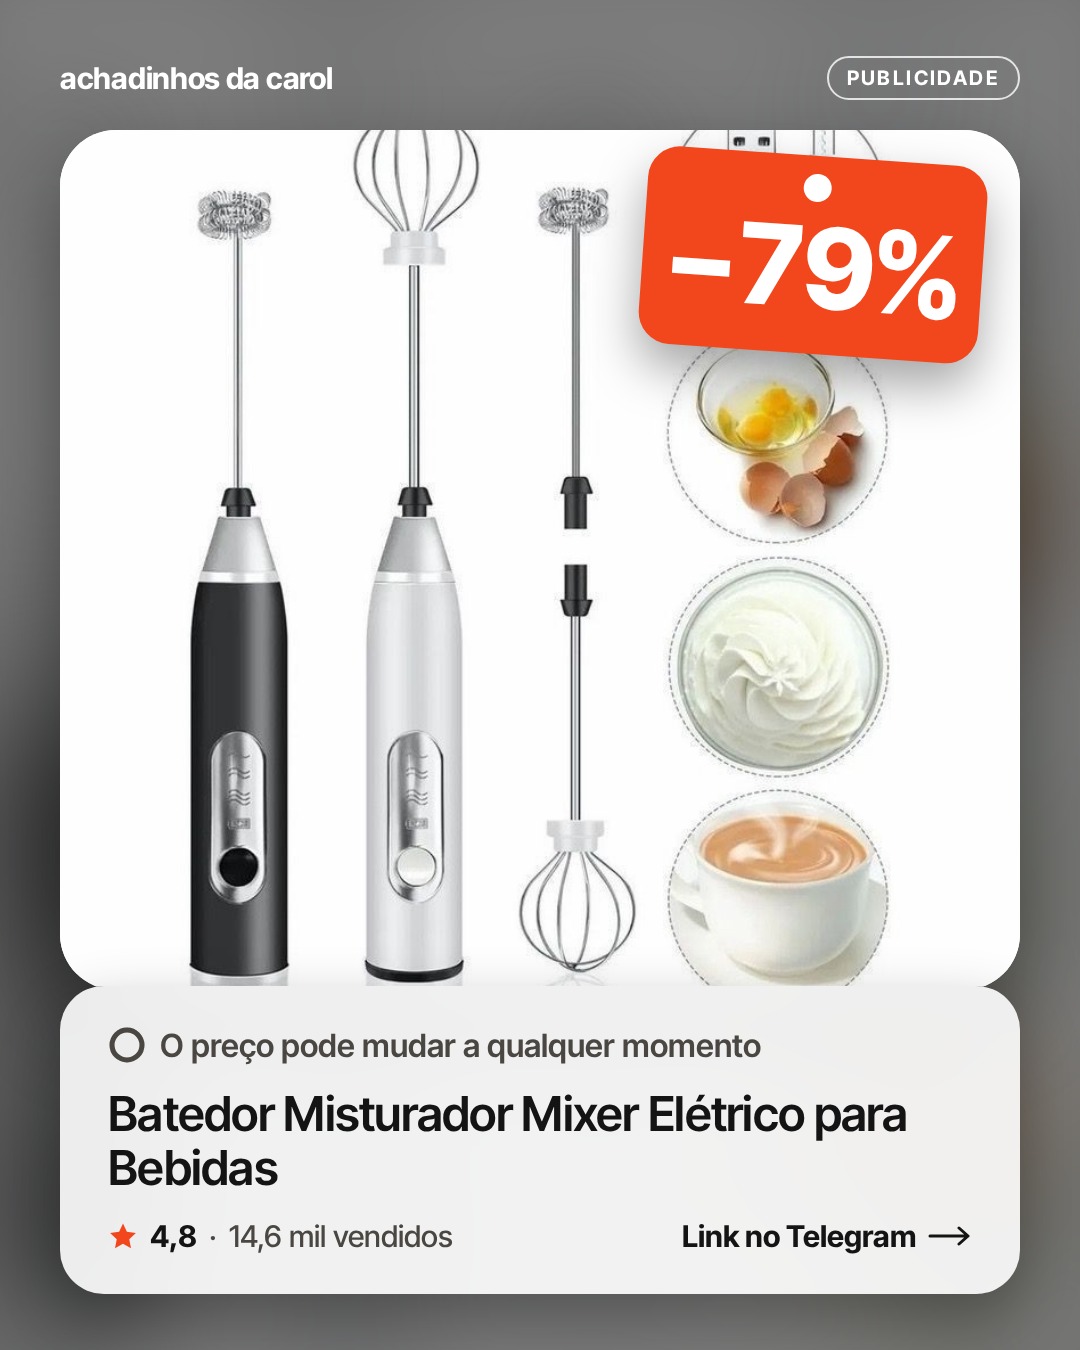 achadinhos da carol
PUBLICIDADE
-79%
O preço pode mudar a qualquer momento
Batedor Misturador Mixer Elétrico para
Bebidas
4,8 · 14,6 mil vendidos
Link no Telegram →